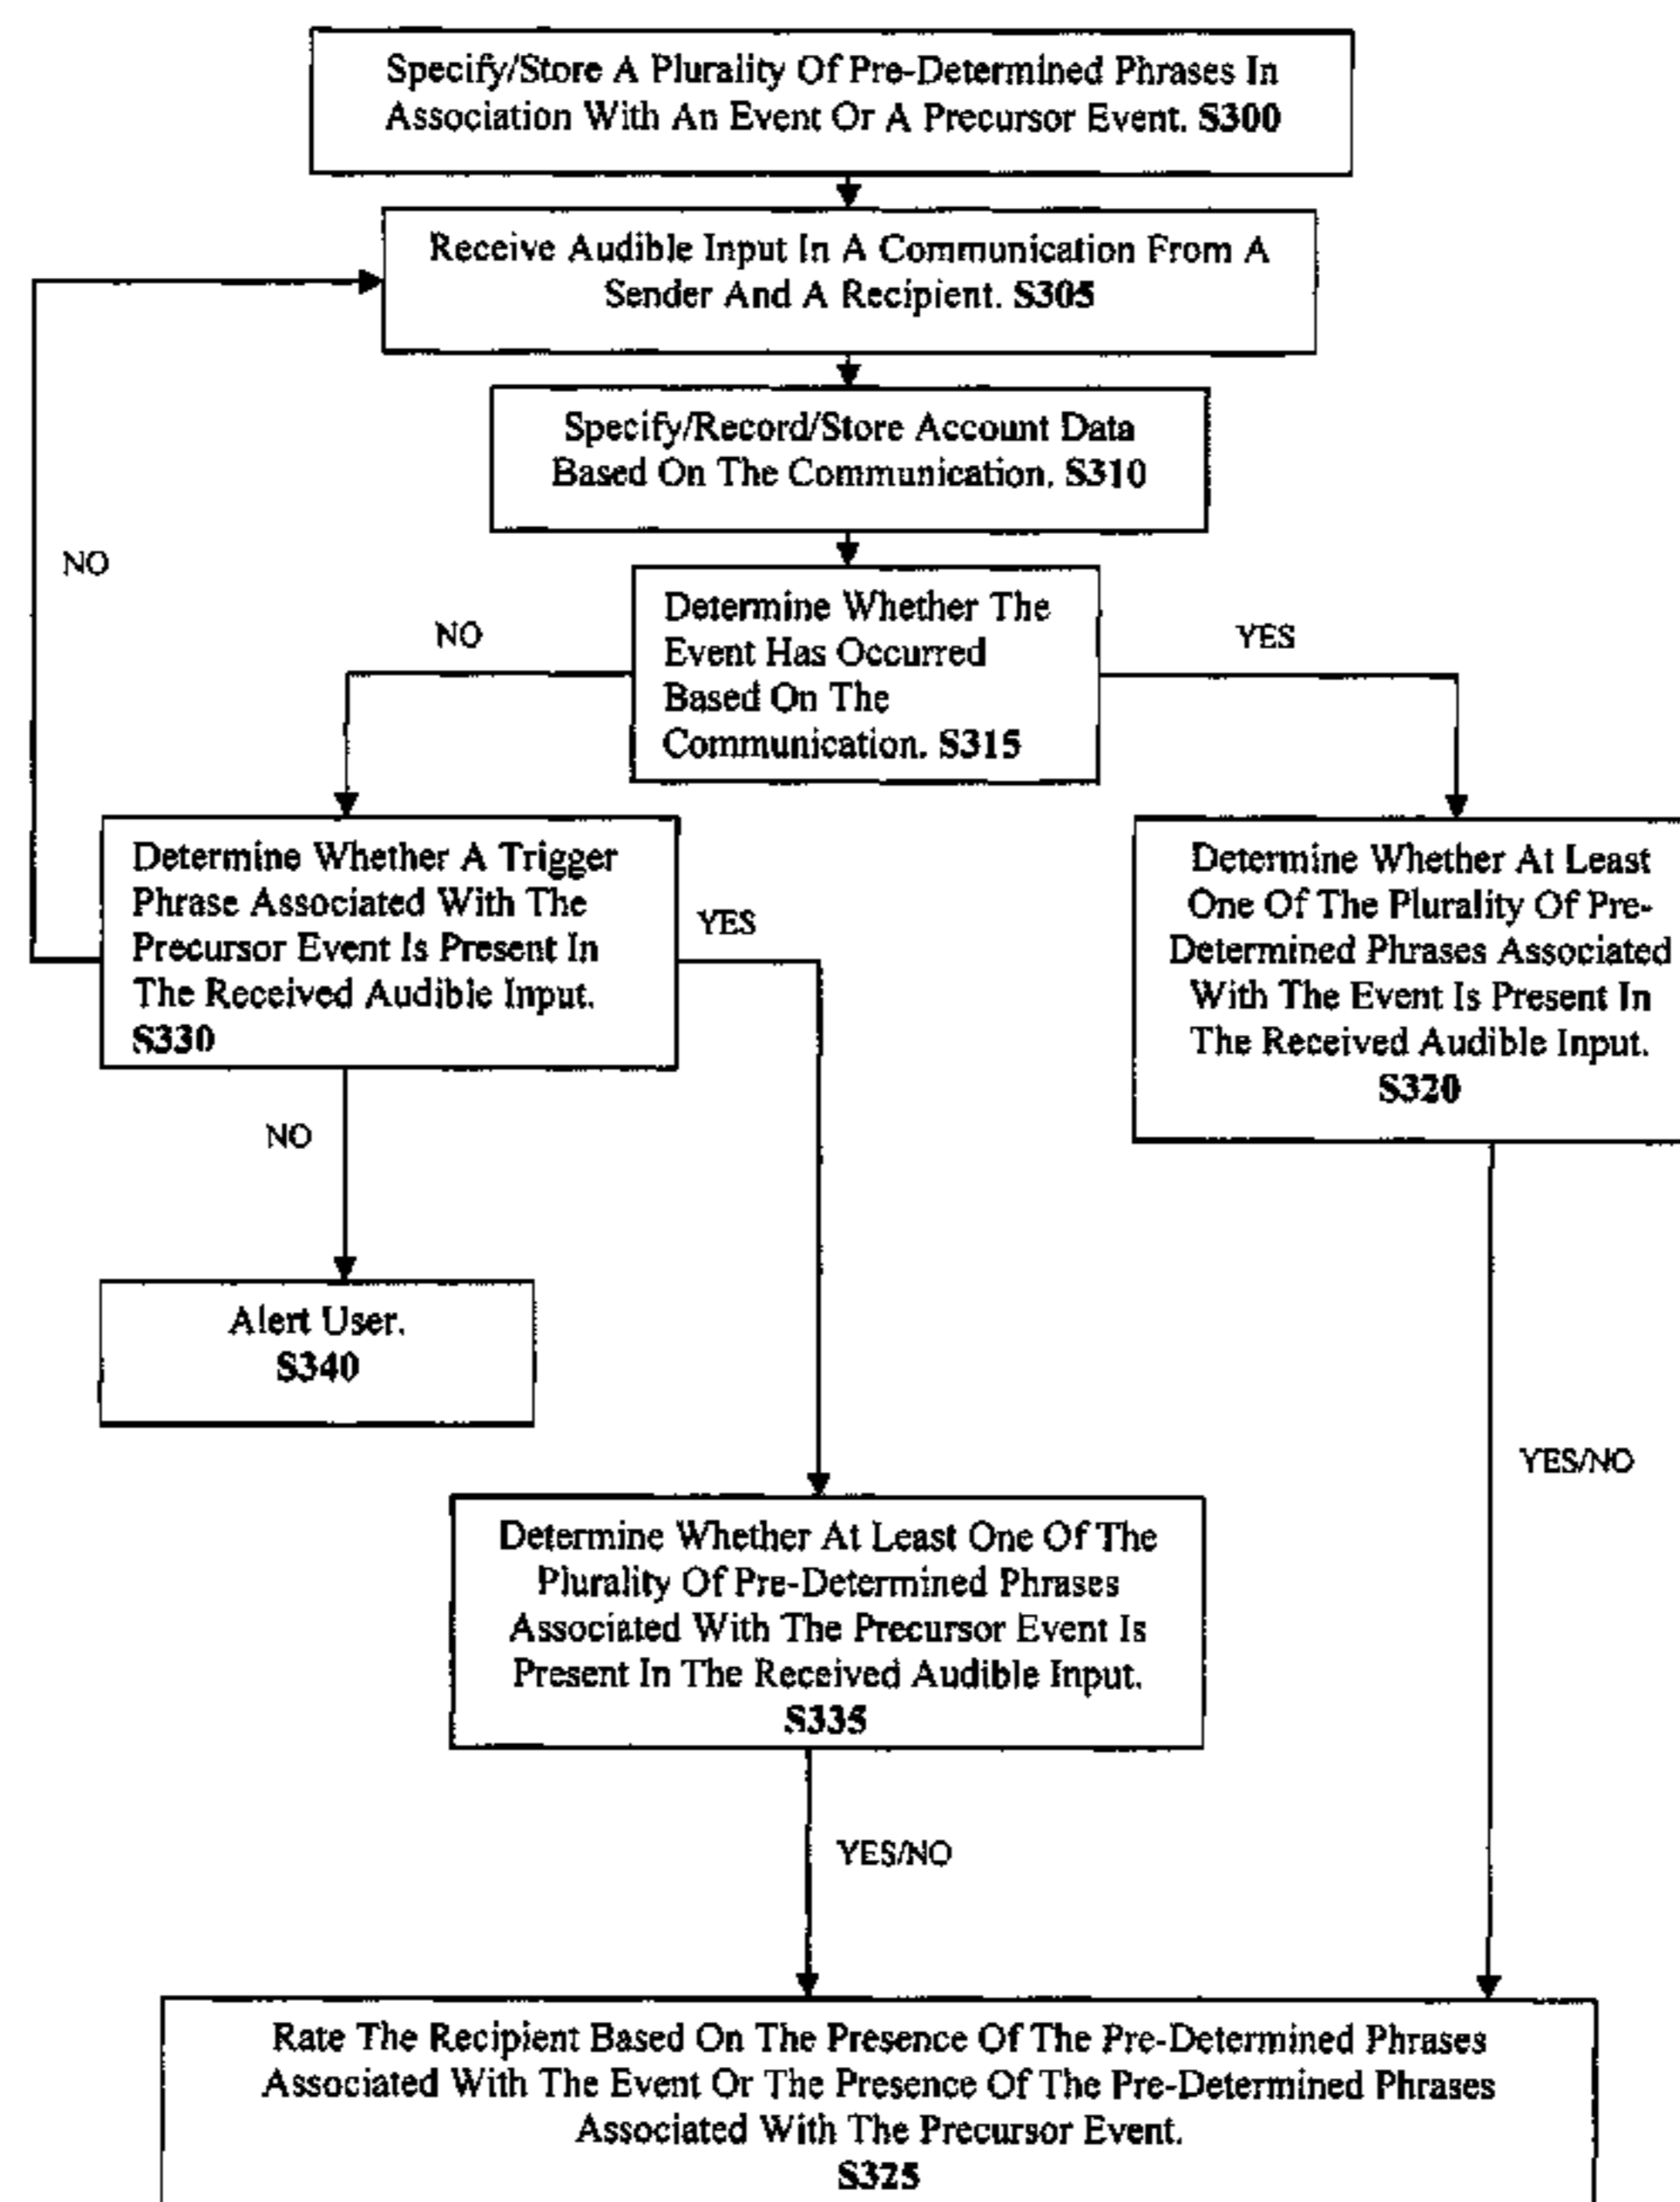 Specify/Store A Plurality Of Pre-Determined Phrases In
Association With An Event Or A Precursor Event. S300
Receive Audible Input In A Communication From A
Sender And A Recipient. S305
Specify/Record/Store Account Data
Based On The Communication. S310
NO
Determine Whether The
Event Has Occurred
Based On The
Communication. S315
NO
YES
Determine Whether A Trigger
Phrase Associated With The
Precursor Event Is Present In
The Received Audible Input.
S330
YES
Determine Whether At Least
One Of The Plurality Of Pre-
Determined Phrases Associated
With The Event Is Present In
The Received Audible Input.
S320
NO
Alert User.
S340
YES/NO
Determine Whether At Least One Of The
Plurality Of Pre-Determined Phrases
Associated With The Precursor Event Is
Present In The Received Audible Input.
S335
YES/NO
Rate The Recipient Based On The Presence Of The Pre-Determined Phrases
Associated With The Event Or The Presence Of The Pre-Determined Phrases
Associated With The Precursor Event.
S325